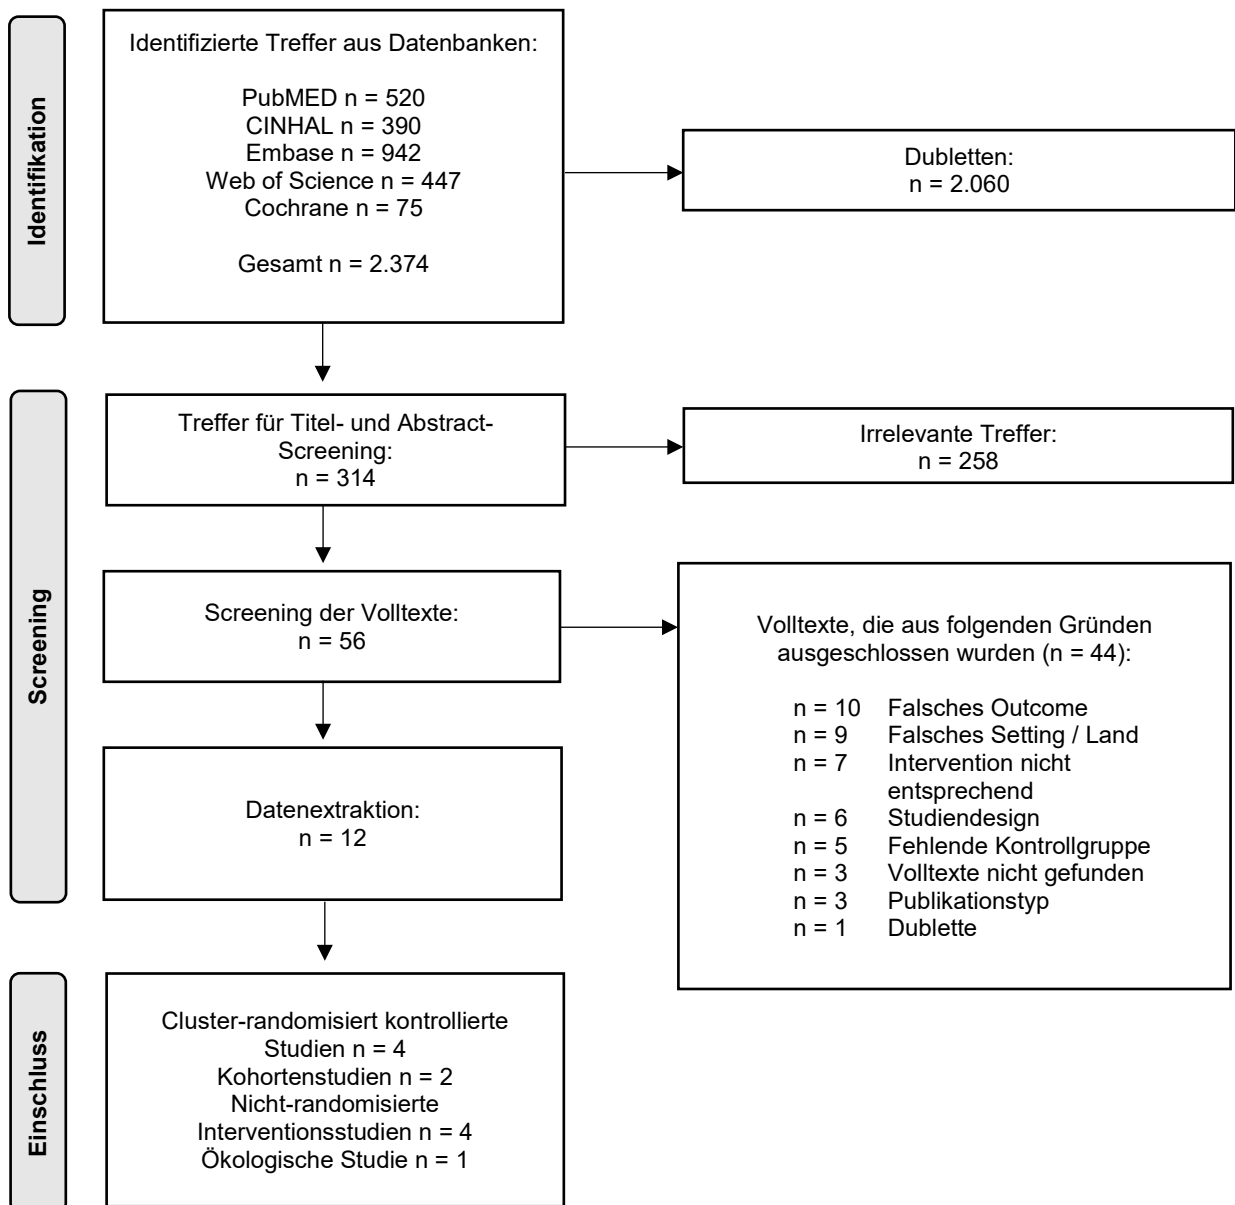 Identifikation
Identifizierte Treffer aus Datenbanken:
PubMED n = 520
CINHAL n = 390
Embase n = 942
Web of Science n = 447
Cochrane n = 75
Gesamt n = 2.374
Dubletten:
n = 2.060
Screening
Treffer für Titel- und Abstract-
Screening:
n = 314
Irrelevante Treffer:
n = 258
Screening der Volltexte:
n = 56
Volltexte, die aus folgenden Gründen
ausgeschlossen wurden (n = 44):
n = 10 Falsches Outcome
n = 9 Falsches Setting / Land
n = 7 Intervention nicht
entsprechend
n = 6 Studiendesign
n = 5 Fehlende Kontrollgruppe
n = 3 Volltexte nicht gefunden
n = 3 Publikationstyp
n = 1 Dublette
Datenextraktion:
n = 12
Einschluss
Cluster-randomisiert kontrollierte
Studien n = 4
Kohortenstudien n = 2
Nicht-randomisierte
Interventionsstudien n = 4
Ökologische Studie n = 1